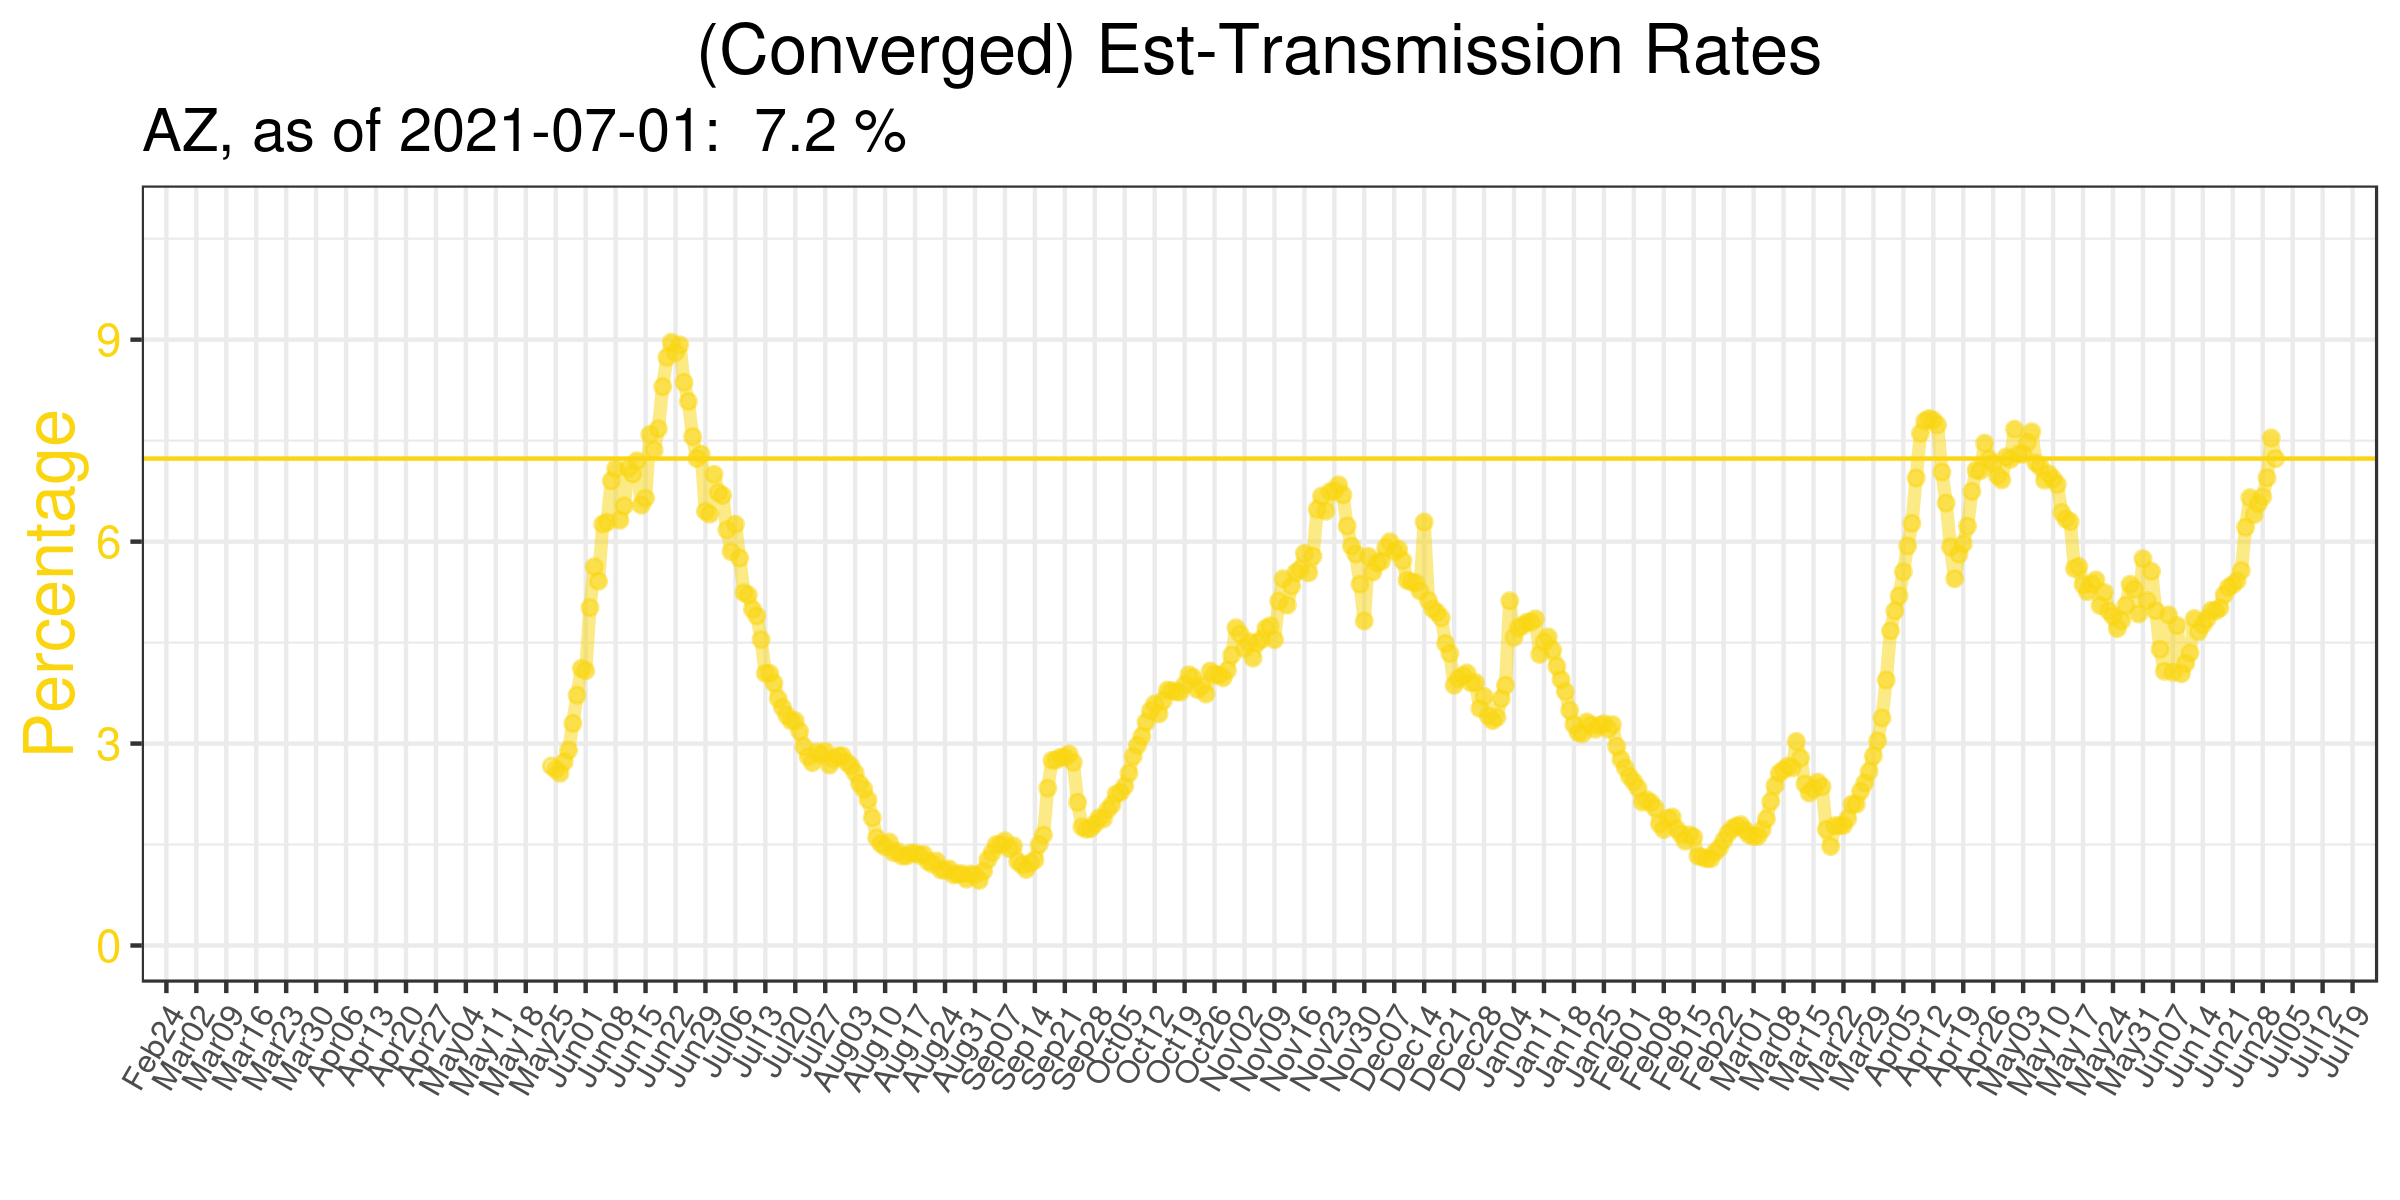 (Converged) Est-Transmission Rates
AZ, as of 2021-07-01: 7.2 %
Percentage
9
6
3
0
Feb24
Mar02
Mar09
Mar16
Mar23
Mar30
Apr06
Apr13
Apr20
Apr27
May04
May11
May18
May25
Jun01
Jun08
Jun15
Jun22
Jun29
Jul06
Jul13
Jul20
Jul27
Aug03
Aug10
Aug17
Aug24
Aug31
Sep07
Sep14
Sep21
Sep28
Oct05
Oct12
Oct19
Oct26
Nov02
Nov09
Nov16
Nov23
Nov30
Dec07
Dec14
Dec21
Dec28
Jan04
Jan11
Jan18
Jan25
Feb01
Feb08
Feb15
Feb22
Mar01
Mar08
Mar15
Mar22
Mar29
Apr05
Apr12
Apr19
Apr26
May03
May10
May17
May24
May31
Jun07
Jun14
Jun21
Jun28
Jul05
Jul12
Jul19